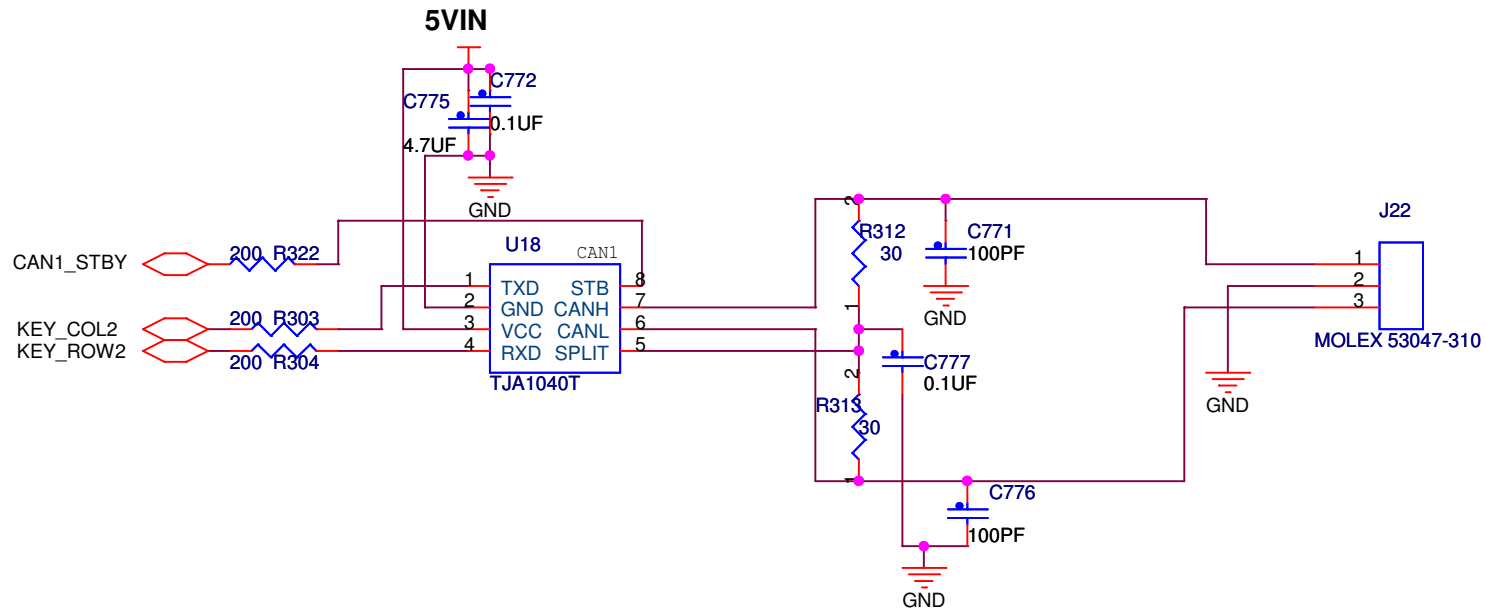 5VIN
C772
C775
0.1UF
4.7UF
GND
CAN1_STBY
200 R322
KEY_COL2
200 R303
KEY_ROW2
200 R304
U18
CAN1
1 TXD STB 8
2 GND CANH 7
3 VCC CANL 6
4 RXD SPLIT 5
TJA1040T
2
R312
30
1
C771
100PF
GND
2
R313
30
1
C777
0.1UF
C776
100PF
GND
J22
1
2
3
MOLEX 53047-310
GND